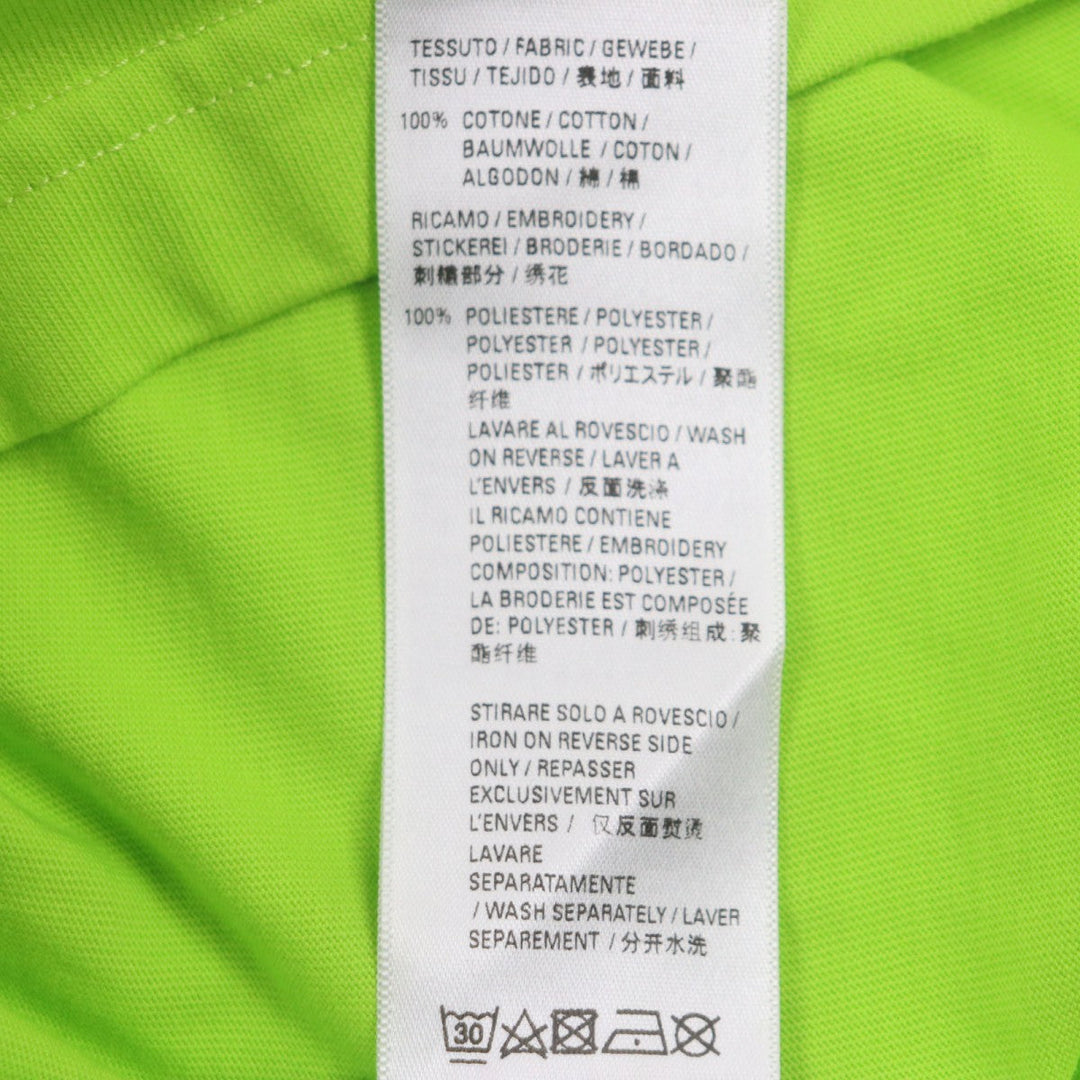 TESSUTO / FABRIC / GEWEBE /
TISSU / TEJIDO / 表地 / 面料
100% COTONE / COTTON /
BAUMWOLLE / COTON /
ALGODON / 綿 / 棉
RICAMO / EMBROIDERY /
STICKEREI / BRODERIE / BORDADO /
刺繍部分 / 绣花
100% POLIESTERE / POLYESTER /
POLYESTER / POLYESTER /
POLIESTER / ポリエステル / 聚酯
纤维
LAVARE AL ROVESCIO / WASH
ON REVERSE / LAVER A
L'ENVERS / 反面洗涤
IL RICAMO CONTIENE
POLIESTERE / EMBROIDERY
COMPOSITION: POLYESTER /
LA BRODERIE EST COMPOSÉE
DE: POLYESTER / 刺绣组成: 聚
酯纤维
STIRARE SOLO A ROVESCIO /
IRON ON REVERSE SIDE
ONLY / REPASSER
EXCLUSIVEMENT SUR
L'ENVERS / 仅反面熨烫
LAVARE
SEPARATAMENTE
/ WASH SEPARATELY / LAVER
SEPAREMENT / 分开水洗
30